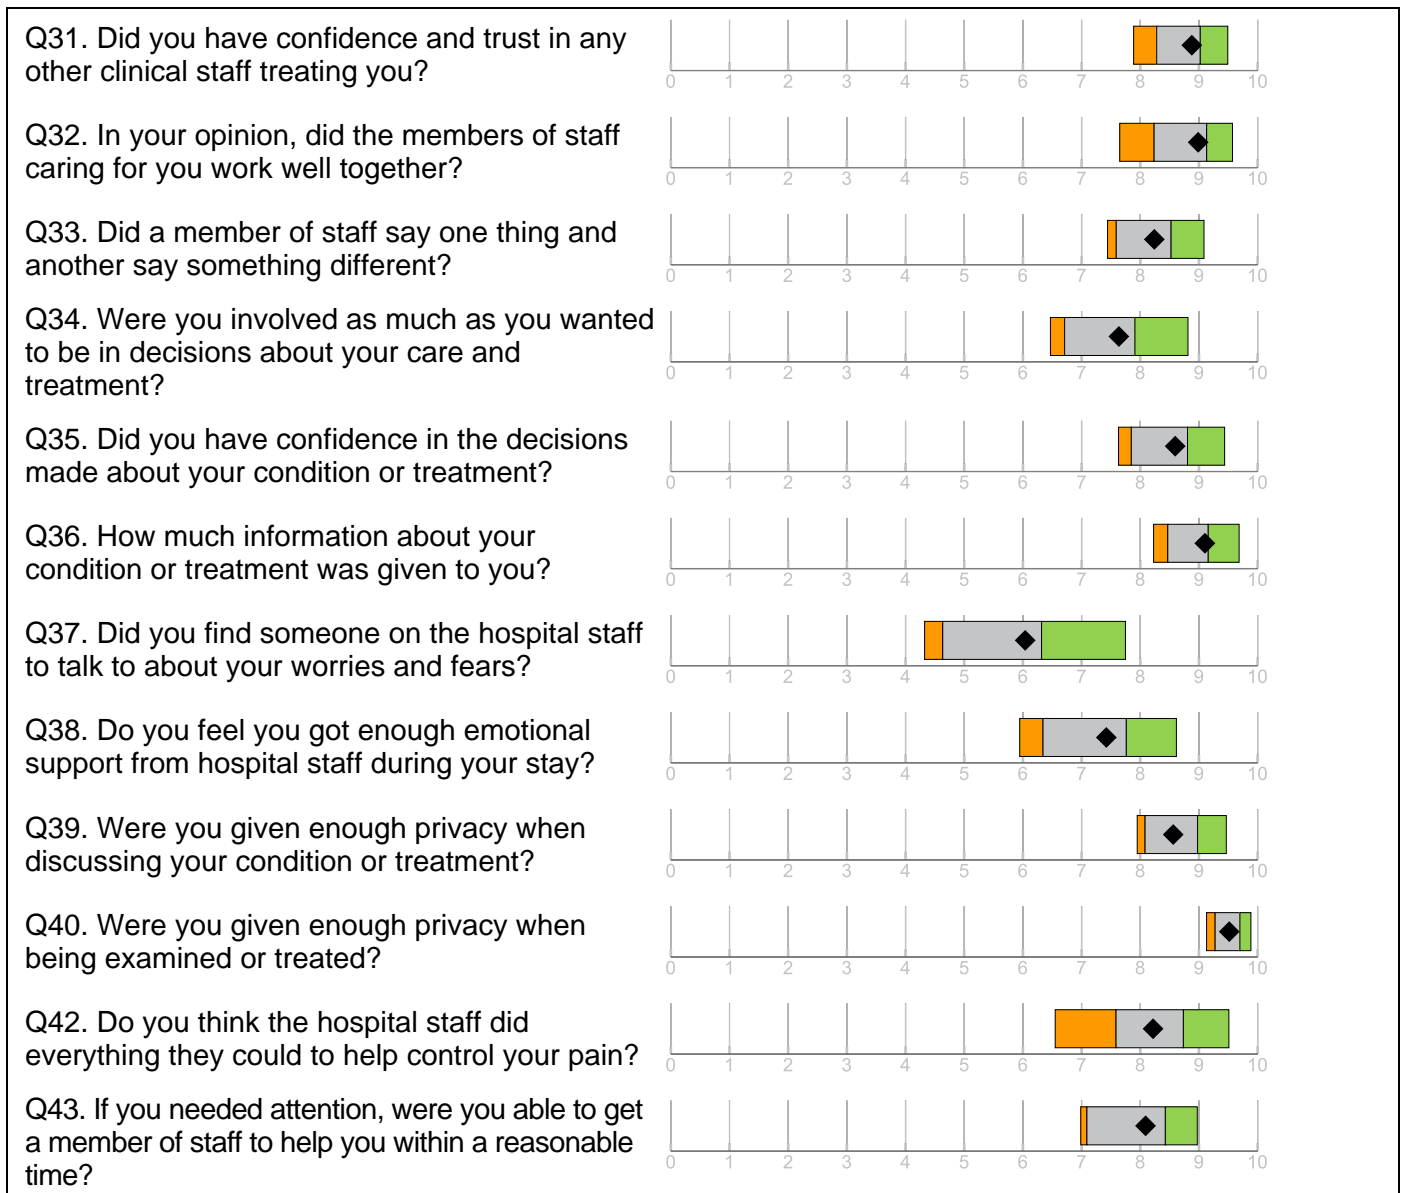 Q31. Did you have confidence and trust in any
other clinical staff treating you?
0 1 2 3 4 5 6 7 8 9 10
Q32. In your opinion, did the members of staff
caring for you work well together?
0 1 2 3 4 5 6 7 8 9 10
Q33. Did a member of staff say one thing and
another say something different?
0 1 2 3 4 5 6 7 8 9 10
Q34. Were you involved as much as you wanted
to be in decisions about your care and
treatment?
0 1 2 3 4 5 6 7 8 9 10
Q35. Did you have confidence in the decisions
made about your condition or treatment?
0 1 2 3 4 5 6 7 8 9 10
Q36. How much information about your
condition or treatment was given to you?
0 1 2 3 4 5 6 7 8 9 10
Q37. Did you find someone on the hospital staff
to talk to about your worries and fears?
0 1 2 3 4 5 6 7 8 9 10
Q38. Do you feel you got enough emotional
support from hospital staff during your stay?
0 1 2 3 4 5 6 7 8 9 10
Q39. Were you given enough privacy when
discussing your condition or treatment?
0 1 2 3 4 5 6 7 8 9 10
Q40. Were you given enough privacy when
being examined or treated?
0 1 2 3 4 5 6 7 8 9 10
Q42. Do you think the hospital staff did
everything they could to help control your pain?
0 1 2 3 4 5 6 7 8 9 10
Q43. If you needed attention, were you able to get
a member of staff to help you within a reasonable
time?
0 1 2 3 4 5 6 7 8 9 10